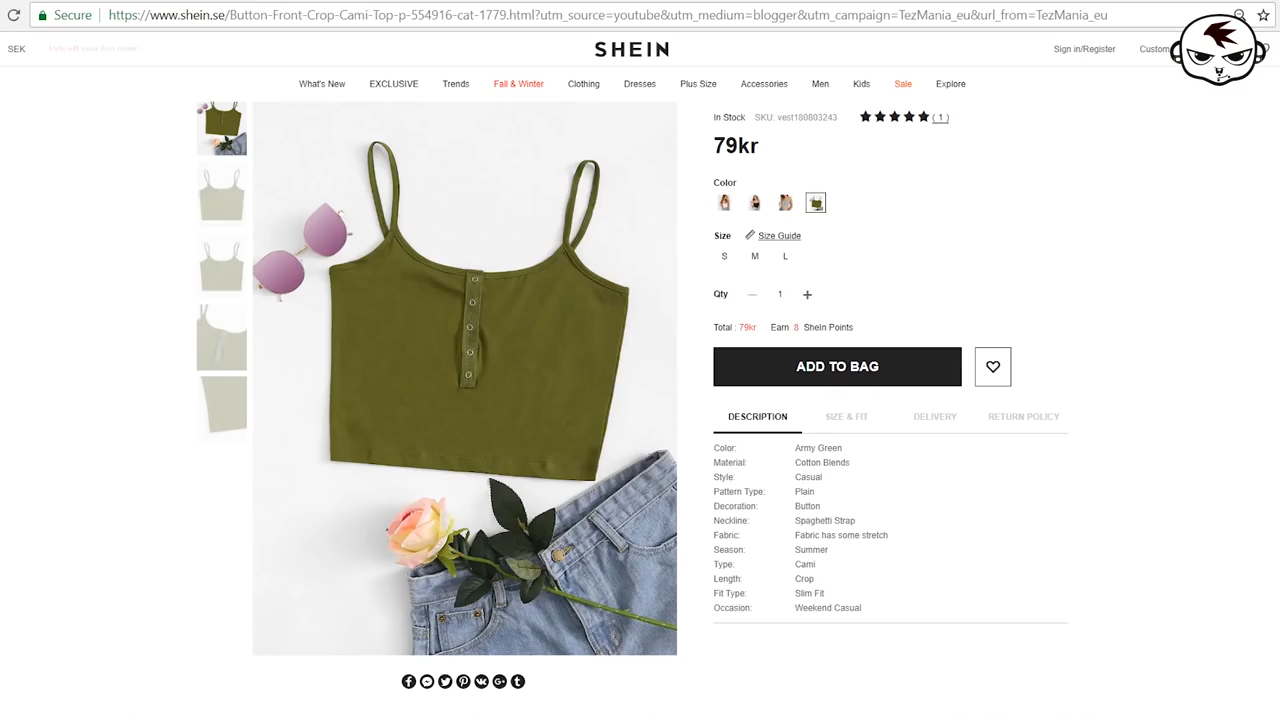 Secure https://www.shein.se/Button-Front-Crop-Cami-Top-p-554916-cat-1779.html?utm_source=youtube&utm_medium=blogger&utm_campaign=TezMania_eu&url_from=TezMania_eu
SEK
SHEIN
Sign in/Register
What's New EXCLUSIVE Trends Fall & Winter Clothing Dresses Plus Size Accessories Men Kids Sale Explore
In Stock SKU: vest180803243 ( 1 )
79kr
Color
Size Size Guide
S M L
Qty 1 +
Total : 79kr Earn 8 SheIn Points
ADD TO BAG
DESCRIPTION SIZE & FIT DELIVERY RETURN POLICY
Color: Army Green
Material: Cotton Blends
Style: Casual
Pattern Type: Plain
Decoration: Button
Neckline: Spaghetti Strap
Fabric: Fabric has some stretch
Season: Summer
Type: Cami
Length: Crop
Fit Type: Slim Fit
Occasion: Weekend Casual